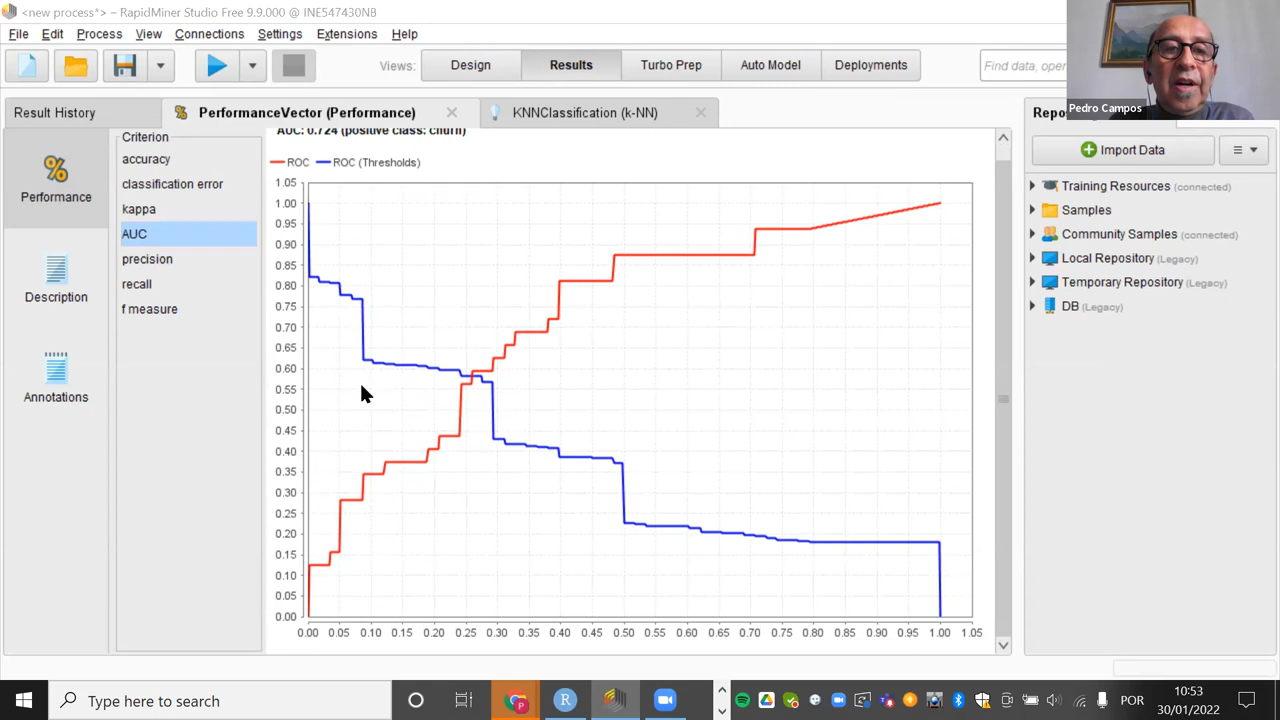 <new process*> – RapidMiner Studio Free 9.9.000 @ INE547430N8
File Edit Process View Connections Settings Extensions Help
Views: Design Results Turbo Prep Auto Model Deployments
Find data, oper
Pedro Campos
Result History
PerformanceVector (Performance)
KNNClassification (k-NN)
Repo
Criterion
accuracy
classification error
kappa
AUC
precision
recall
f measure
Performance
Description
Annotations
AUC: 0.724 (positive class: churn)
ROC ROC (Thresholds)
1.05
1.00
0.95
0.90
0.85
0.80
0.75
0.70
0.65
0.60
0.55
0.50
0.45
0.40
0.35
0.30
0.25
0.20
0.15
0.10
0.05
0.00
0.00 0.05 0.10 0.15 0.20 0.25 0.30 0.35 0.40 0.45 0.50 0.55 0.60 0.65 0.70 0.75 0.80 0.85 0.90 0.95 1.00 1.05
Import Data
Training Resources (connected)
Samples
Community Samples (connected)
Local Repository (Legacy)
Temporary Repository (Legacy)
DB (Legacy)
Type here to search
P
R
POR
10:53
30/01/2022